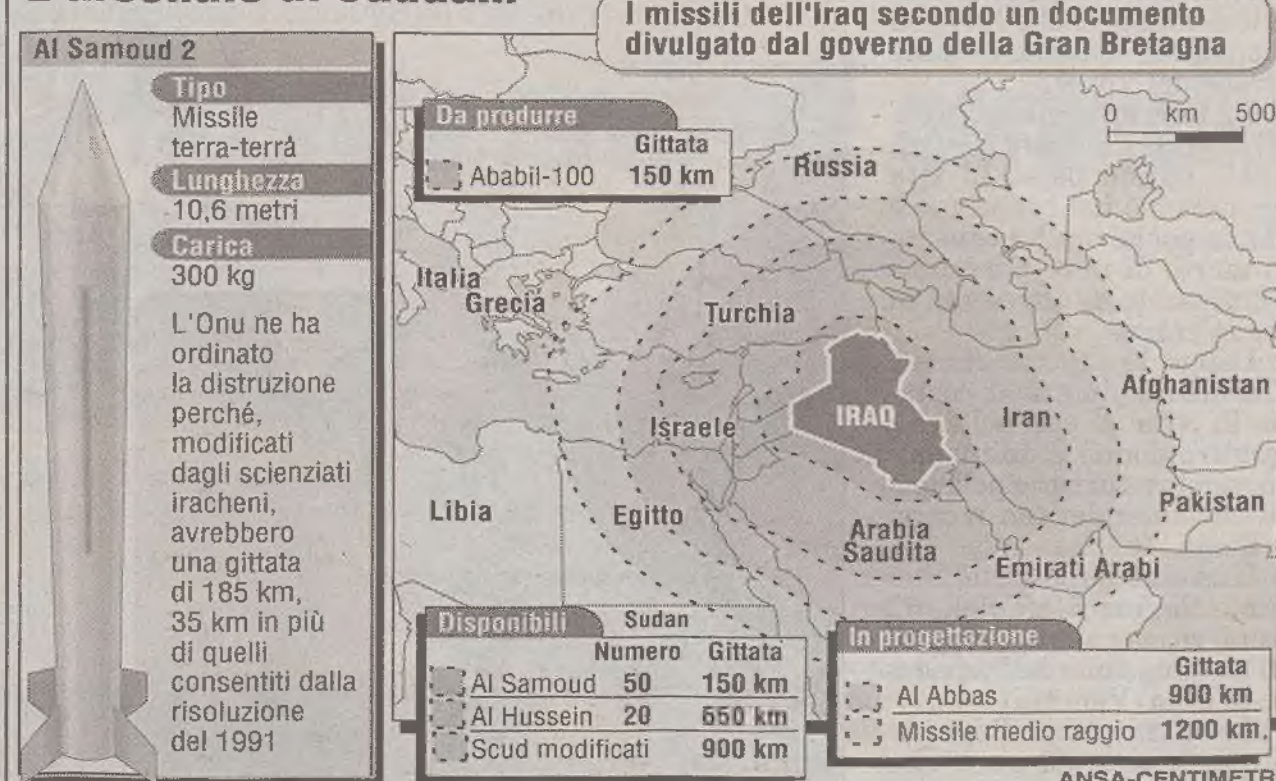 I missili dell'Iraq secondo un documento
divulgato dal governo della Gran Bretagna
Al Samoud 2
Tipo
Missile
terra-terra
Lunghezza
10,6 metri
Carica
300 kg
L'Onu ne ha
ordinato
la distruzione
perché,
modificati
dagli scienziati
iracheni,
avrebbero
una gittata
di 185 km,
35 km in più
di quelli
consentiti dalla
risoluzione
del 1991
Da produrre
Gittata
Ababil-100 150 km
0 km 500
Russia
Italia
Grecia
Turchia
Afghanistan
IRAQ
Iran
Israele
Pakistan
Libia
Egitto
Arabia
Saudita
Emirati Arabi
Sudan
Disponibili
Numero Gittata
Al Samoud 50 150 km
Al Hussein 20 650 km
Scud modificati 900 km
In progettazione
Gittata
Al Abbas 900 km
Missile medio raggio 1200 km